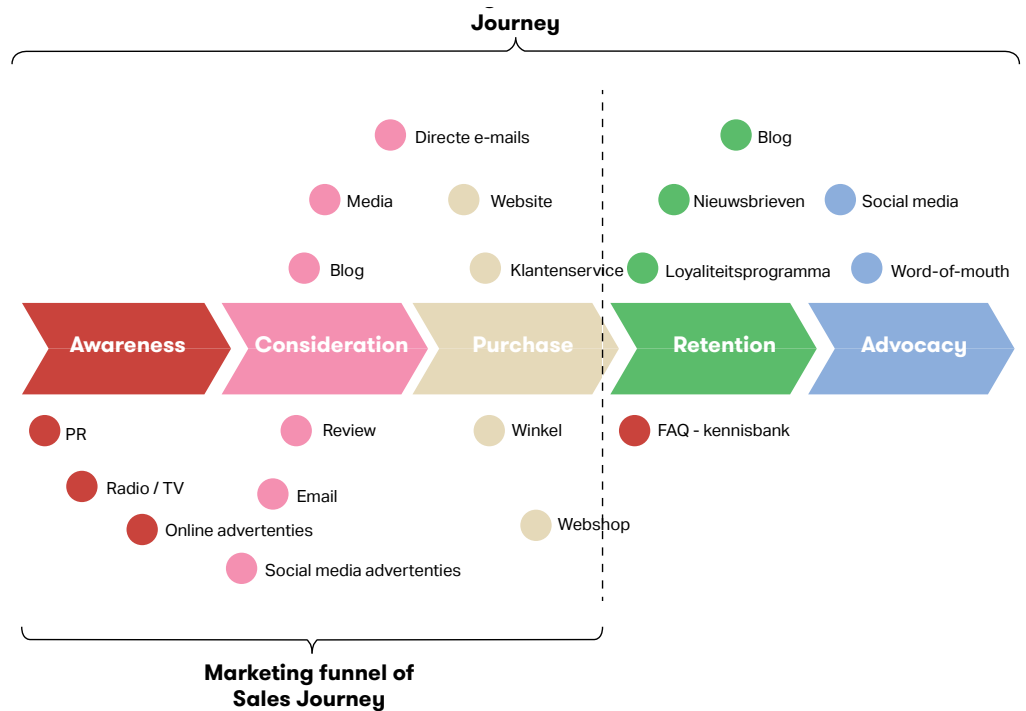 Journey
Directe e-mails
Blog
Media
Website
Nieuwsbrieven
Social media
Blog
Klantenservice
Loyaliteitsprogramma
Word-of-mouth
Awareness
Consideration
Purchase
Retention
Advocacy
PR
Review
Winkel
FAQ - kennisbank
Radio / TV
Email
Online advertenties
Webshop
Social media advertenties
Marketing funnel of
Sales Journey